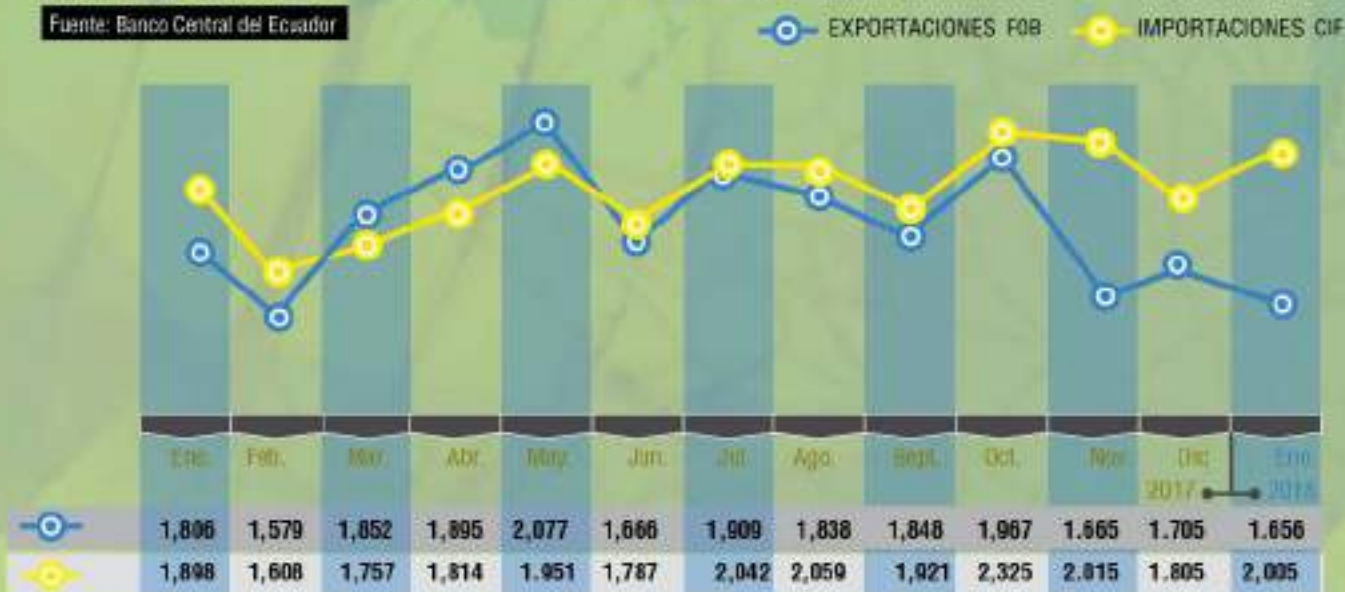 Fuente: Banco Central del Ecuador
EXPORTACIONES FOB IMPORTACIONES CIF
Ene. Feb. Mar. Abr. May. Jun. Jul Ago. Sept. Oct. Nov Dic Ene
2017 2018
1,806 1,579 1,852 1,895 2,077 1,666 1,909 1,838 1,848 1,967 1.665 1.705 1.656
1,898 1,608 1,757 1,814 1.951 1,787 2,042 2,059 1,921 2,325 2.015 1.805 2,005